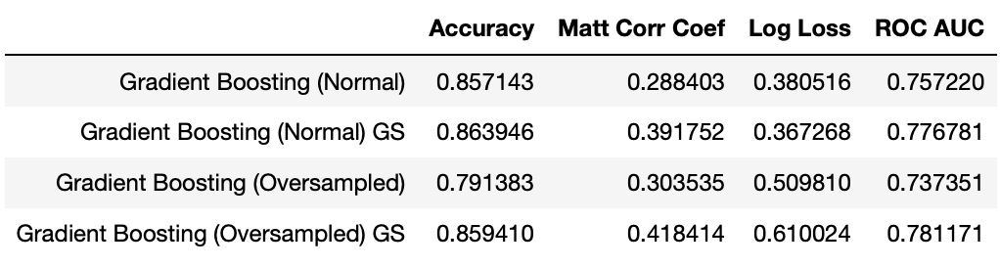 Accuracy Matt Corr Coef Log Loss ROC AUC
Gradient Boosting (Normal) 0.857143 0.288403 0.380516 0.757220
Gradient Boosting (Normal) GS 0.863946 0.391752 0.367268 0.776781
Gradient Boosting (Oversampled) 0.791383 0.303535 0.509810 0.737351
Gradient Boosting (Oversampled) GS 0.859410 0.418414 0.610024 0.781171